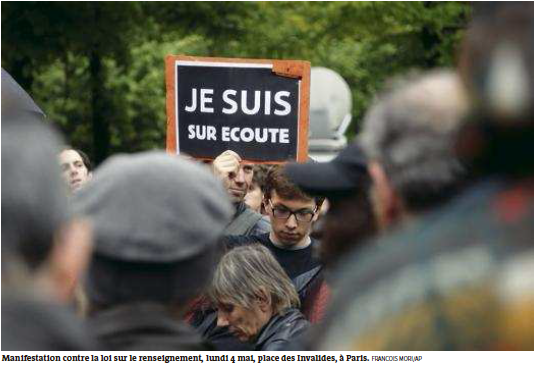 JE SUIS
SUR ECOUTE
Manifestation contre la loi sur le renseignement, lundi 4 mai, place des Invalides, à Paris. FRANCOIS MORI/AP